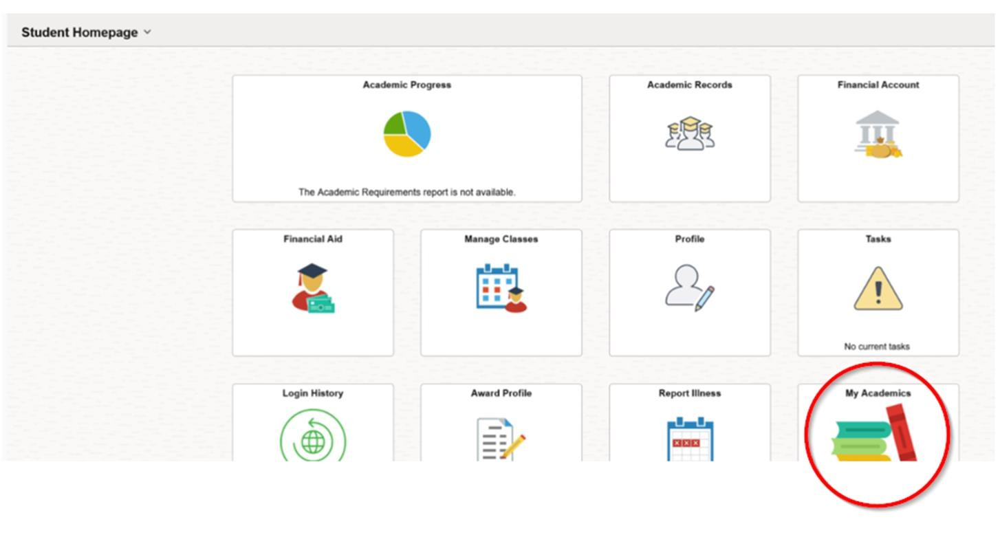 Student Homepage
Academic Progress
Academic Records
Financial Account
The Academic Requirements report is not available.
Financial Aid
Manage Classes
Profile
Tasks
No current tasks
Login History
Award Profile
Report Illness
My Academics